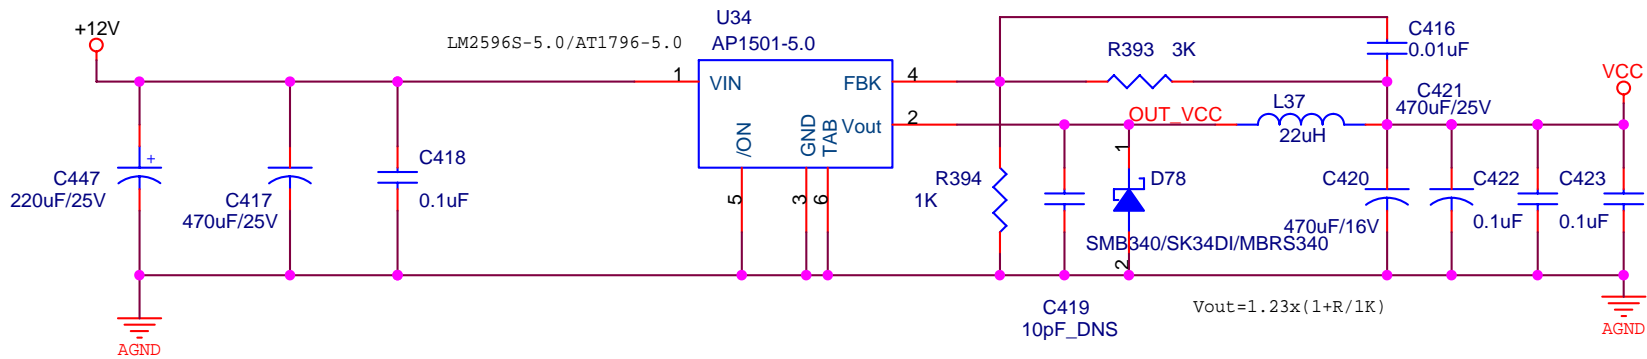 +12V
LM2596S-5.0/AT1796-5.0
U34
AP1501-5.0
VIN
FBK
Vout
/ON
GND
TAB
1
4
2
5
3
6
R393 3K
C416
0.01uF
VCC
C421
470uF/25V
OUT_VCC
L37
22uH
C447
220uF/25V
+
C417
470uF/25V
C418
0.1uF
R394
1K
1
D78
2
SMB340/SK34DI/MBRS340
C420
470uF/16V
C422
0.1uF
C423
0.1uF
C419
10pF_DNS
Vout=1.23x(1+R/1K)
AGND
AGND